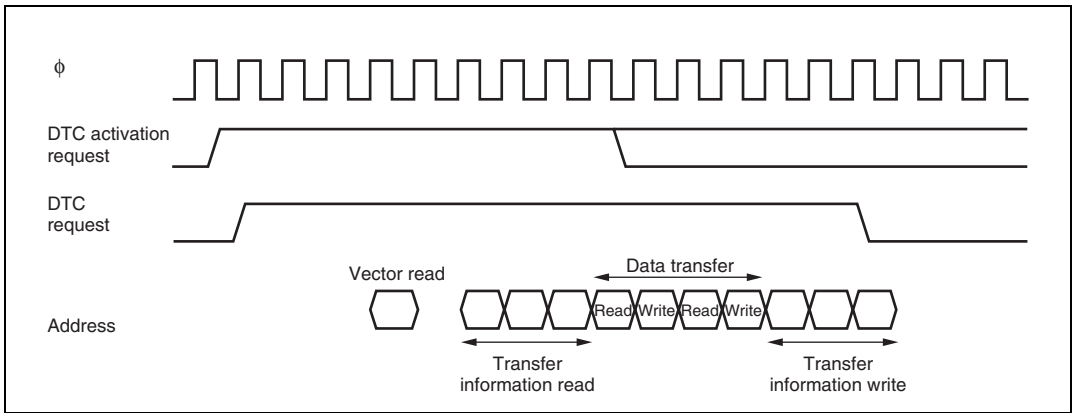 ϕ
DTC activation
request
DTC
request
Vector read
Data transfer
Address
Read Write Read Write
Transfer
information read
Transfer
information write